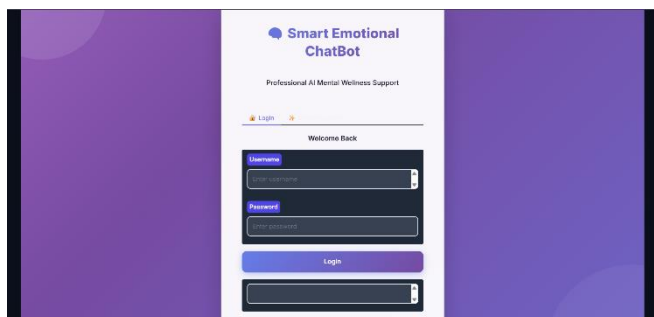 Smart Emotional
ChatBot
Professional AI Mental Wellness Support
Login
Welcome Back
Username
Enter username
Password
Enter password
Login